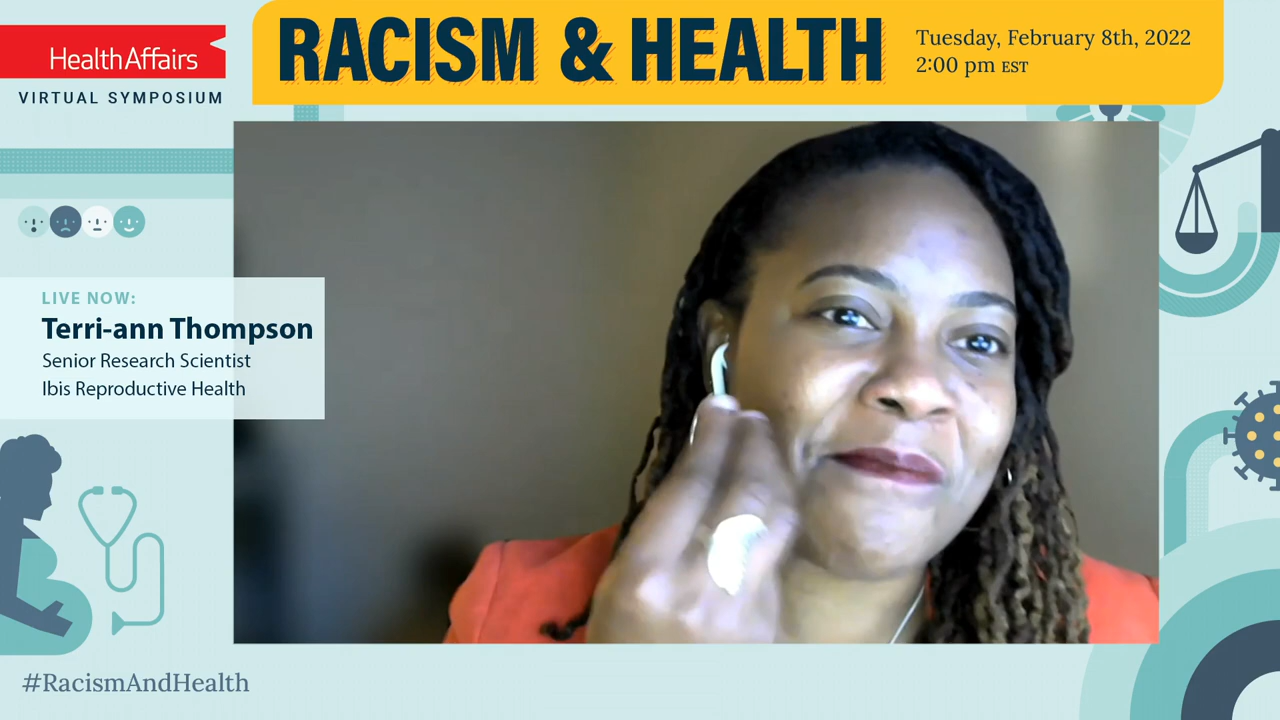 HealthAffairs
VIRTUAL SYMPOSIUM
RACISM & HEALTH
Tuesday, February 8th, 2022
2:00 pm EST
LIVE NOW:
Terri-ann Thompson
Senior Research Scientist
Ibis Reproductive Health
#RacismAndHealth